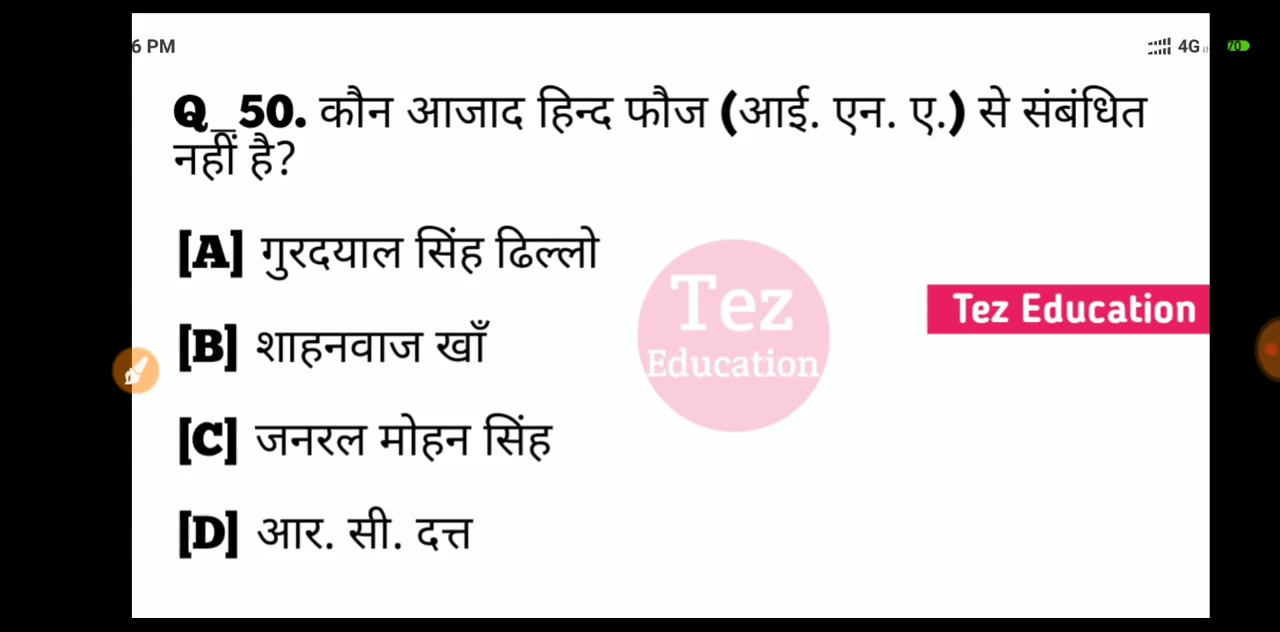 6 PM
4G
70
Q_50. कौन आजाद हिन्द फौज (आई. एन. ए.) से संबंधित
नहीं है?
[A] गुरदयाल सिंह ढिल्लो
[B] शाहनवाज खाँ
[C] जनरल मोहन सिंह
[D] आर. सी. दत्त
Tez
Education
Tez Education